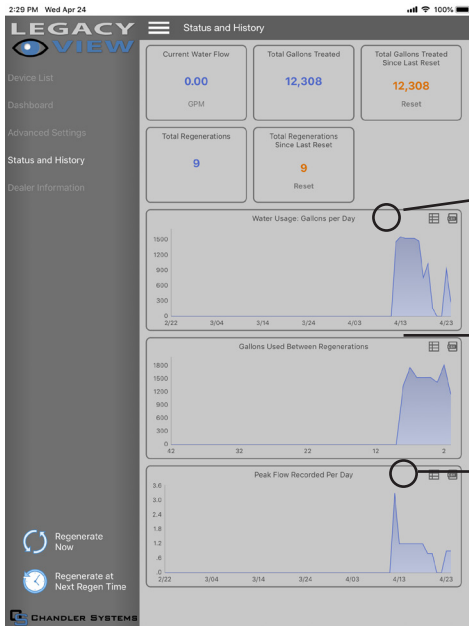 2:29 PM Wed Apr 24
100%
LEGACY
VIEW
Device List
Dashboard
Advanced Settings
Status and History
Dealer Information
Regenerate
Now
Regenerate at
Next Regen Time
CS CHANDLER SYSTEMS
Status and History
Current Water Flow
0.00
GPM
Total Gallons Treated
12,308
Total Gallons Treated
Since Last Reset
12,308
Reset
Total Regenerations
9
Total Regenerations
Since Last Reset
9
Reset
Water Usage: Gallons per Day
1500
1200
900
600
300
0
2/22 3/04 3/14 3/24 4/03 4/13 4/23
Gallons Used Between Regenerations
1800
1500
1200
900
600
300
0
42 32 22 12 2
Peak Flow Recorded Per Day
3.6
3.0
2.4
1.8
1.2
.6
.0
2/22 3/04 3/14 3/24 4/03 4/13 4/23